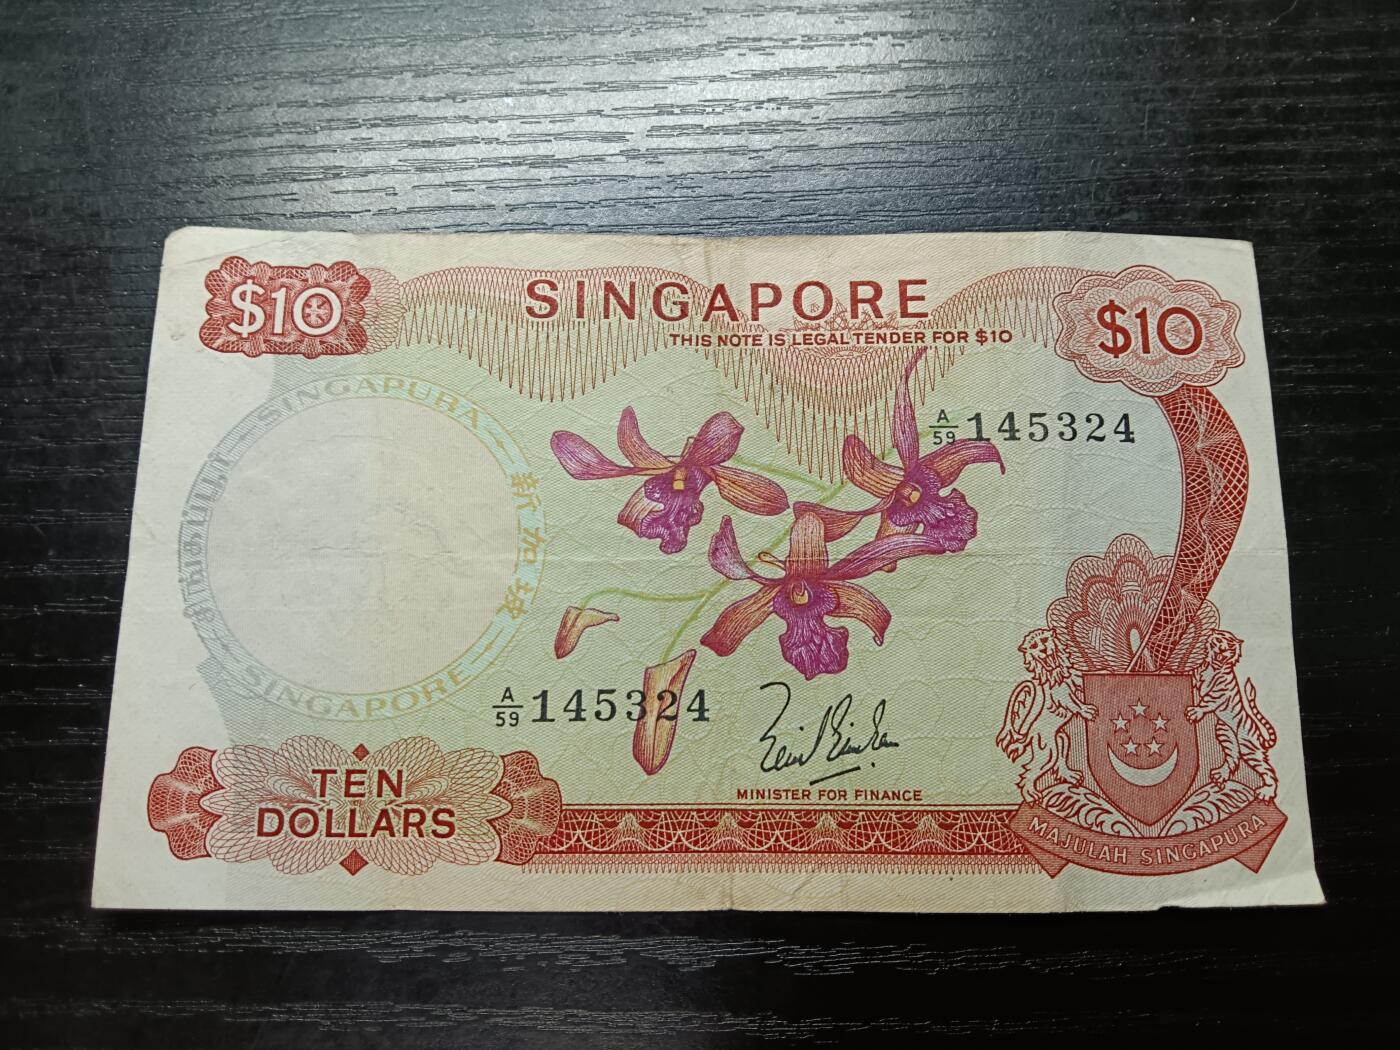 $10
SINGAPORE
THIS NOTE IS LEGAL TENDER FOR $10
$10
A/59 145324
SINGAPURA
சிங்கப்பூர்
新加坡
SINGAPORE
A/59 145324
MINISTER FOR FINANCE
TEN
DOLLARS
MAJULAH SINGAPURA